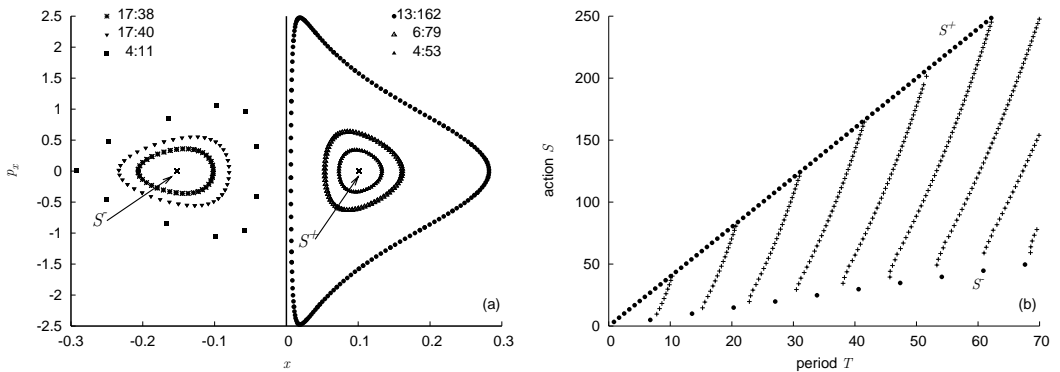 17:38
17:40
4:11
13:162
6:79
4:53
2.5
2
1.5
1
0.5
0
-0.5
-1
-1.5
-2
-2.5
p_x
S^-
S^+
(a)
-0.3 -0.2 -0.1 0 0.1 0.2 0.3
x
250
200
150
100
50
0
action S
S^+
S^-
(b)
0 10 20 30 40 50 60 70
period T